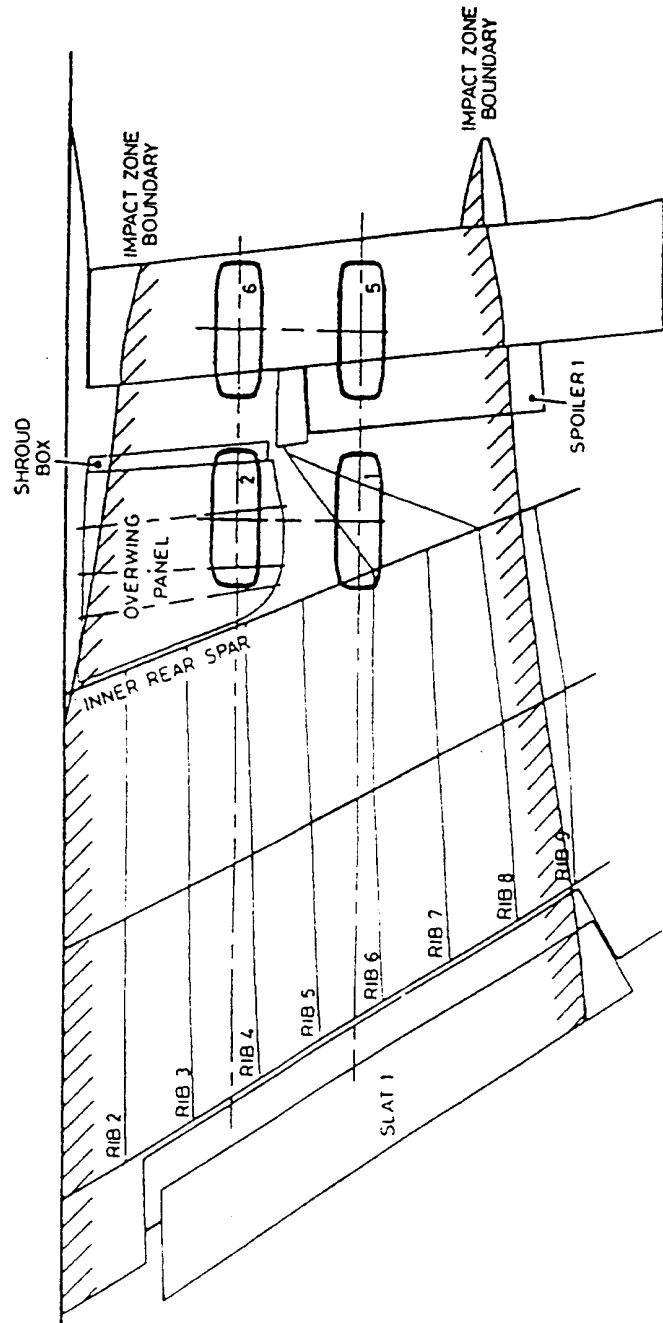 IMPACT ZONE
BOUNDARY
IMPACT ZONE
BOUNDARY
SHROUD
BOX
6
5
2
1
OVERWING
PANEL
SPOILER 1
INNER REAR SPAR
RIB 2
RIB 3
RIB 4
RIB 5
RIB 6
RIB 7
RIB 8
RIB 9
SLAT 1